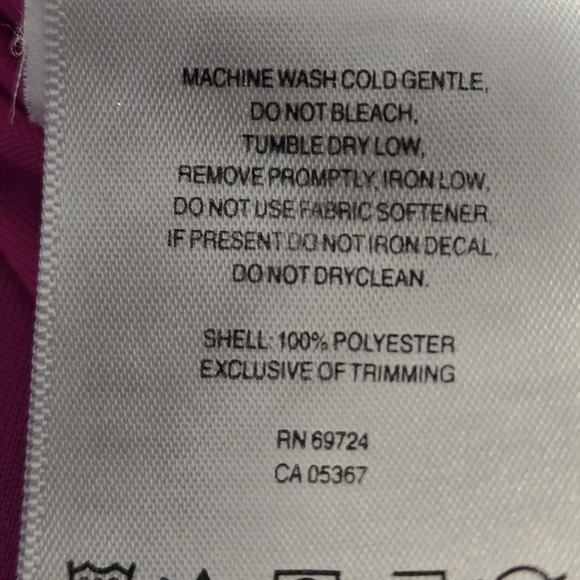 MACHINE WASH COLD GENTLE,
DO NOT BLEACH,
TUMBLE DRY LOW,
REMOVE PROMPTLY, IRON LOW,
DO NOT USE FABRIC SOFTENER,
IF PRESENT DO NOT IRON DECAL,
DO NOT DRYCLEAN.
SHELL: 100% POLYESTER
EXCLUSIVE OF TRIMMING
RN 69724
CA 05367